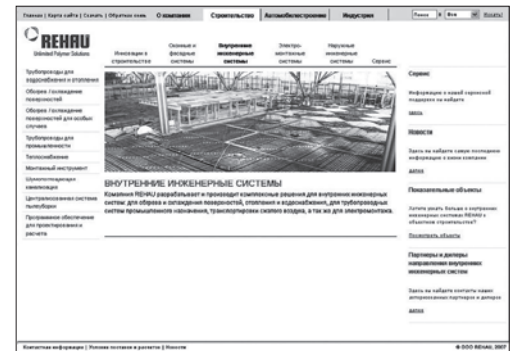 Главная | Карта сайта | Скачать | Обратная связь
О компании
Строительство
Автомобилестроение
Индустрия
Поиск
Все
Искать!
REHAU
Unlimited Polymer Solutions
Инновации в
строительстве
Оконные и
фасадные
системы
Внутренние
инженерные
системы
Электро-
монтажные
системы
Наружные
инженерные
системы
Сервис
Трубопроводы для
водоснабжения и отопления
Обогрев / охлаждение
поверхностей
Обогрев / охлаждение
поверхностей для особых
случаев
Трубопроводы для
промышленности
Теплоснабжение
Монтажный инструмент
Шумопоглощающая
канализация
Централизованная система
пылеуборки
Программное обеспечение
для проектирования и
расчета
ВНУТРЕННИЕ ИНЖЕНЕРНЫЕ СИСТЕМЫ
Компания REHAU разрабатывает и производит комплексные решения для внутренних инженерных
систем: для обогрева и охлаждения поверхностей, отопления и водоснабжения, для трубопроводных
систем промышленного назначения, транспортировки сжатого воздуха, а так же для электромонтажа.
Сервис
Информацию о нашей сервисной
поддержке вы найдете
здесь
Новости
Здесь вы найдете самую последнюю
информацию о нашей компании
далее
Показательные объекты
Хотите узнать больше о внутренних
инженерных системах REHAU и
объектном строительстве?
Посмотреть объекты
Партнеры и дилеры
направления внутренних
инженерных систем
Здесь вы найдете контакты наших
авторизованных партнеров и дилеров
далее
Контактная информация | Условия поставок и расчетов | Новости
© ООО REHAU, 2007